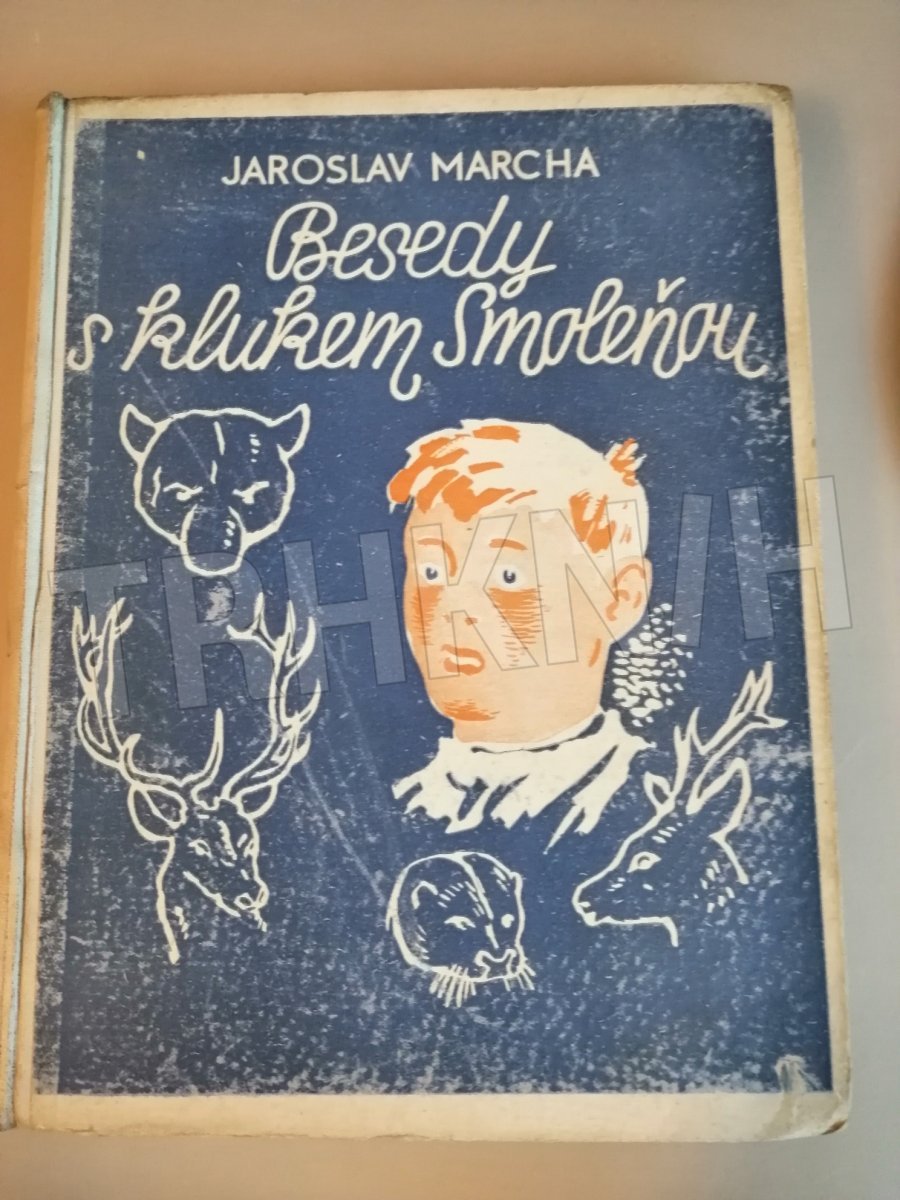 JAROSLAV MARCHA
Besedy
s klukem Smoleňou
TRHKNIH